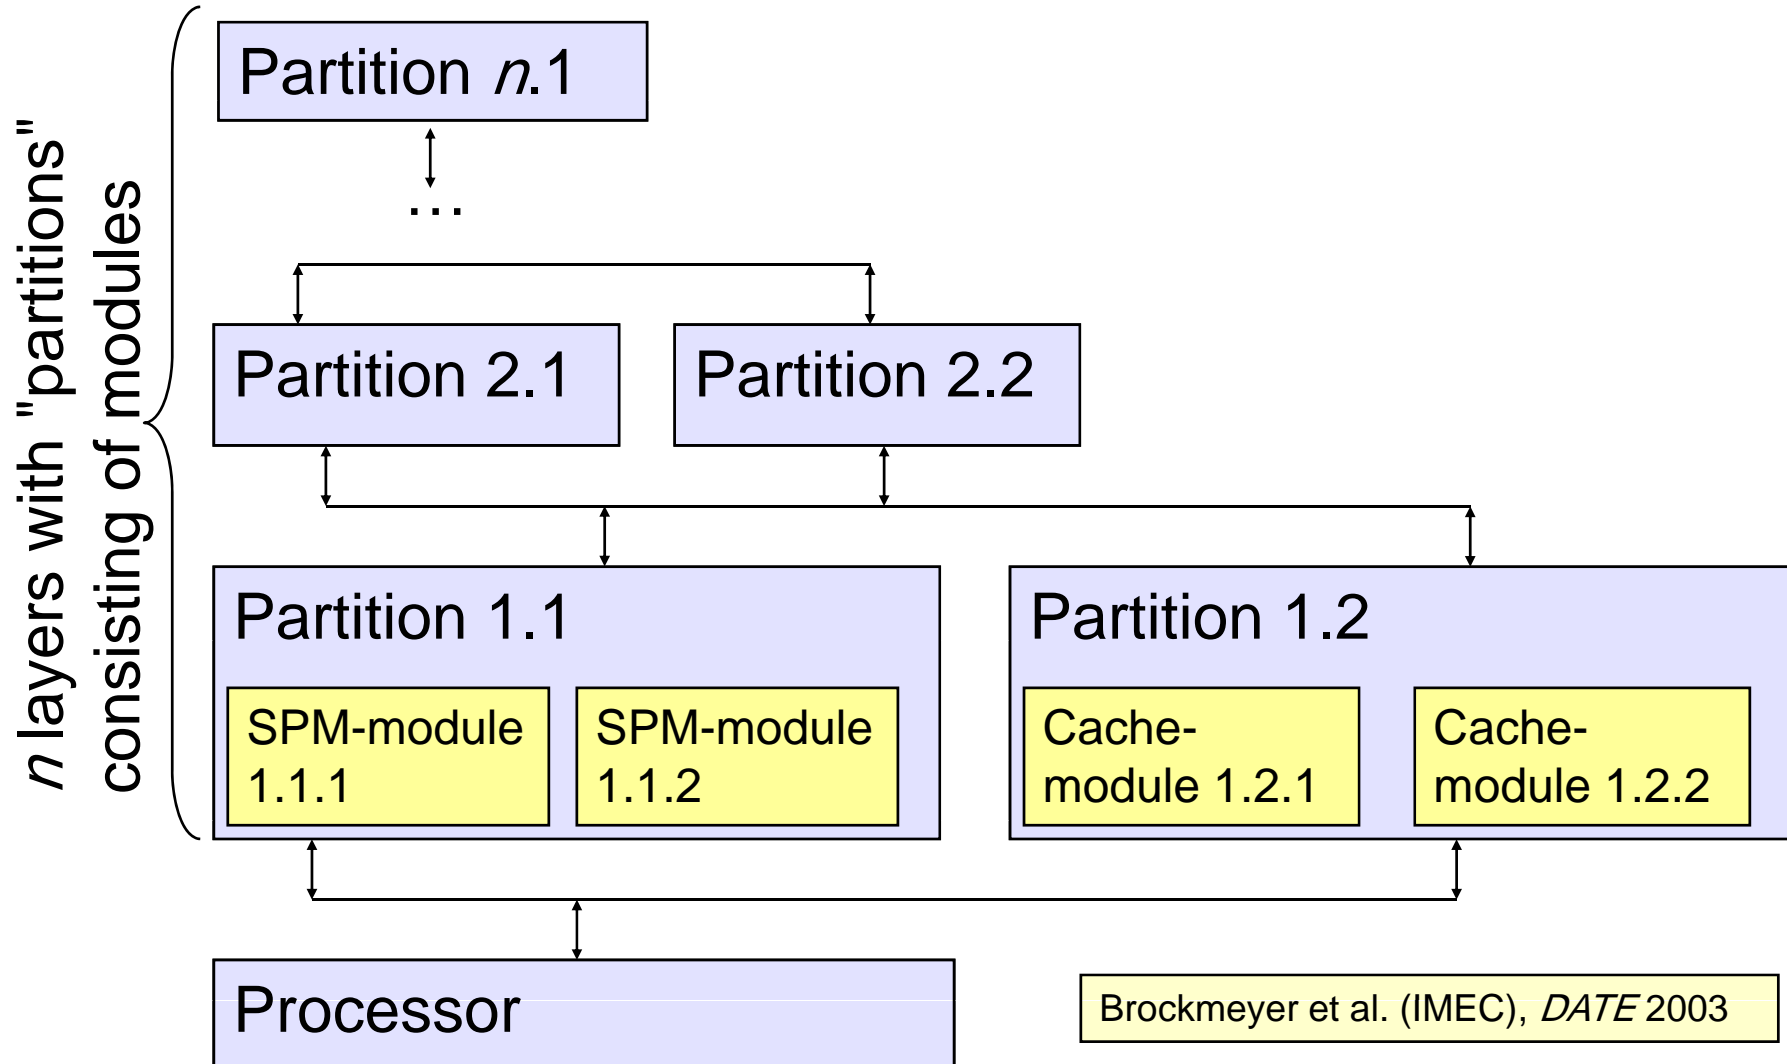 n layers with "partitions"
consisting of modules
Partition n.1
...
Partition 2.1
Partition 2.2
Partition 1.1
Partition 1.2
SPM-module
1.1.1
SPM-module
1.1.2
Cache-
module 1.2.1
Cache-
module 1.2.2
Processor
Brockmeyer et al. (IMEC), DATE 2003